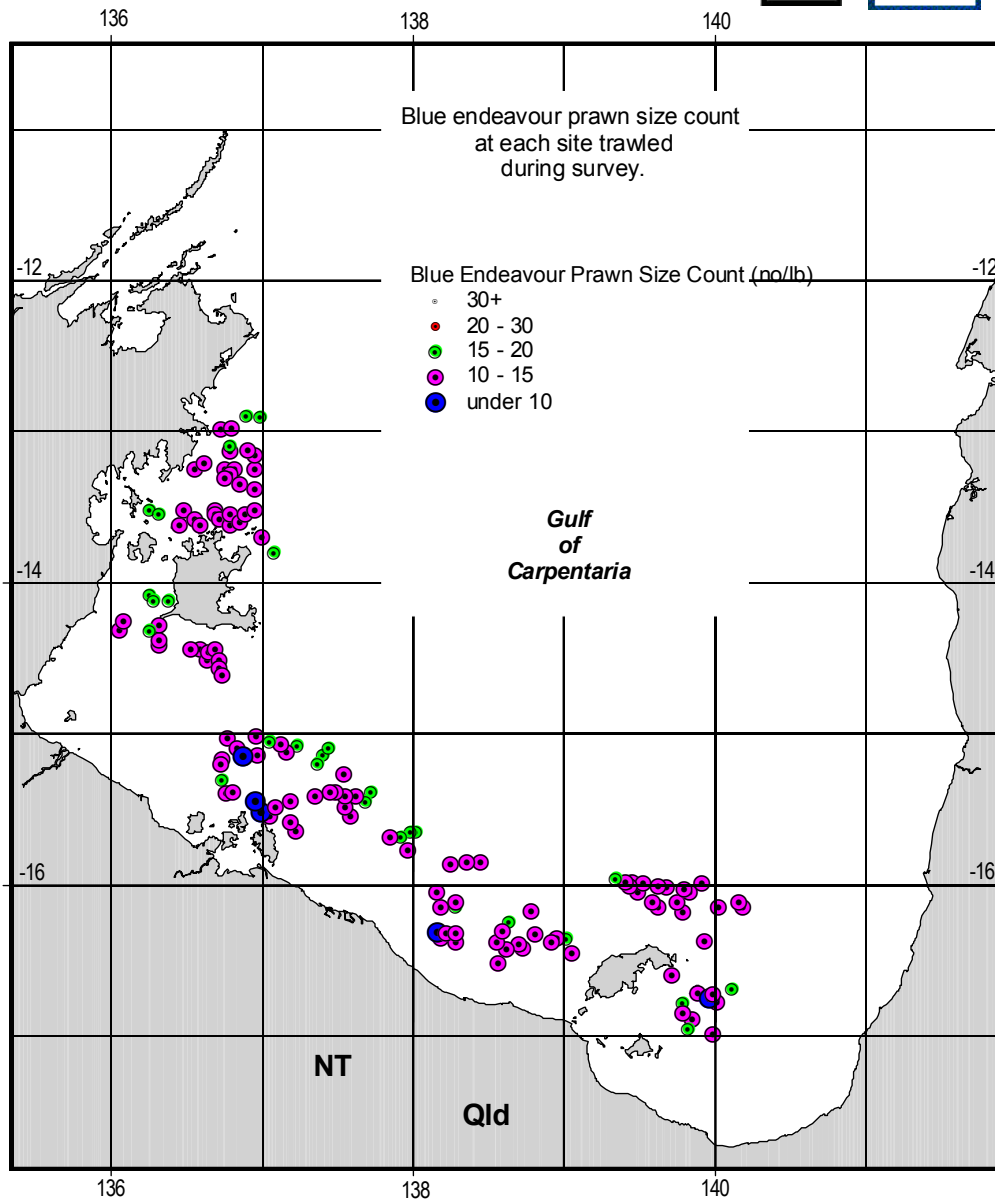 136 138 140
Blue endeavour prawn size count
at each site trawled
during survey.
-12 -12
Blue Endeavour Prawn Size Count (no/lb)
30+
20 - 30
15 - 20
10 - 15
under 10
Gulf
of
Carpentaria
-14 -14
-16 -16
NT
Qld
136 138 140